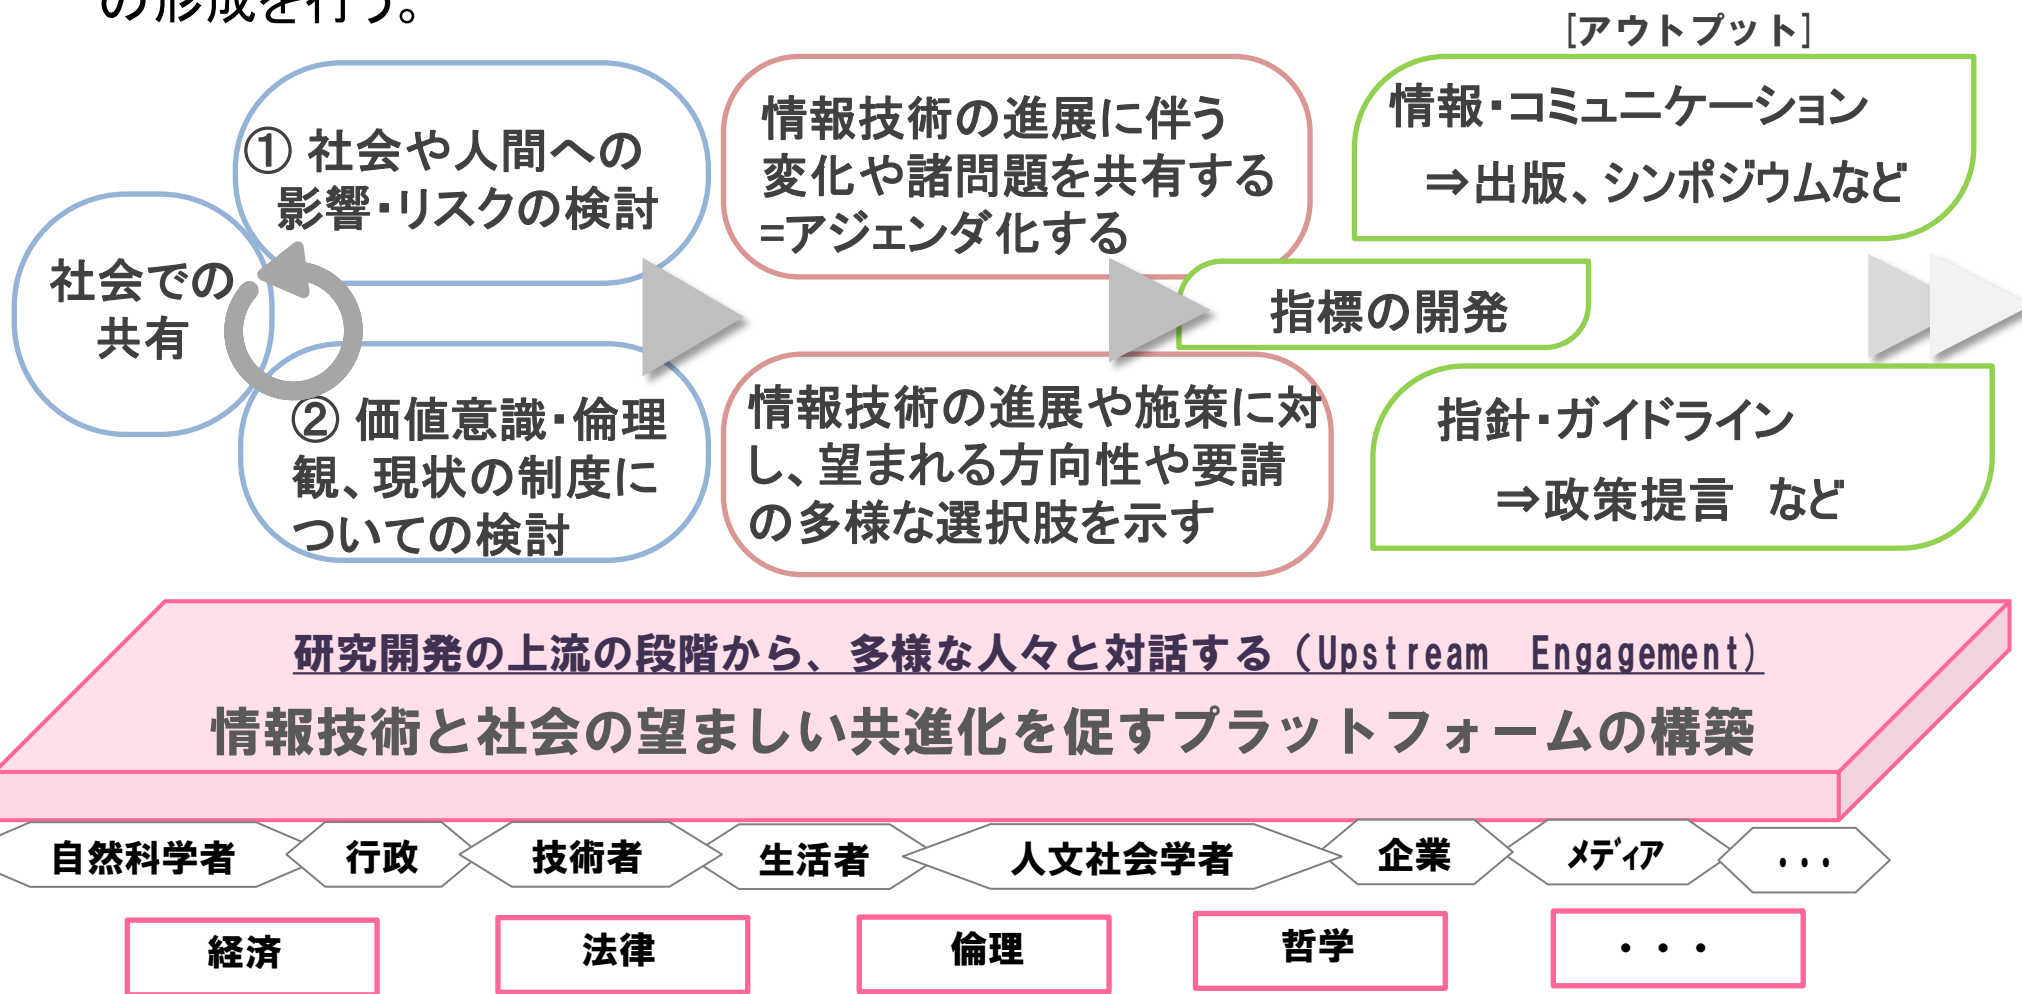 の形成を行う。
[アウトプット]
社会での
共有
① 社会や人間への
影響・リスクの検討
② 価値意識・倫理
観、現状の制度に
ついての検討
情報技術の進展に伴う
変化や諸問題を共有する
=アジェンダ化する
情報技術の進展や施策に対
し、望まれる方向性や要請
の多様な選択肢を示す
情報・コミュニケーション
⇒出版、シンポジウムなど
指標の開発
指針・ガイドライン
⇒政策提言　など
研究開発の上流の段階から、多様な人々と対話する（Upstream　Engagement)
情報技術と社会の望ましい共進化を促すプラットフォームの構築
自然科学者
行政
技術者
生活者
人文社会学者
企業
メディア
...
経済
法律
倫理
哲学
・・・